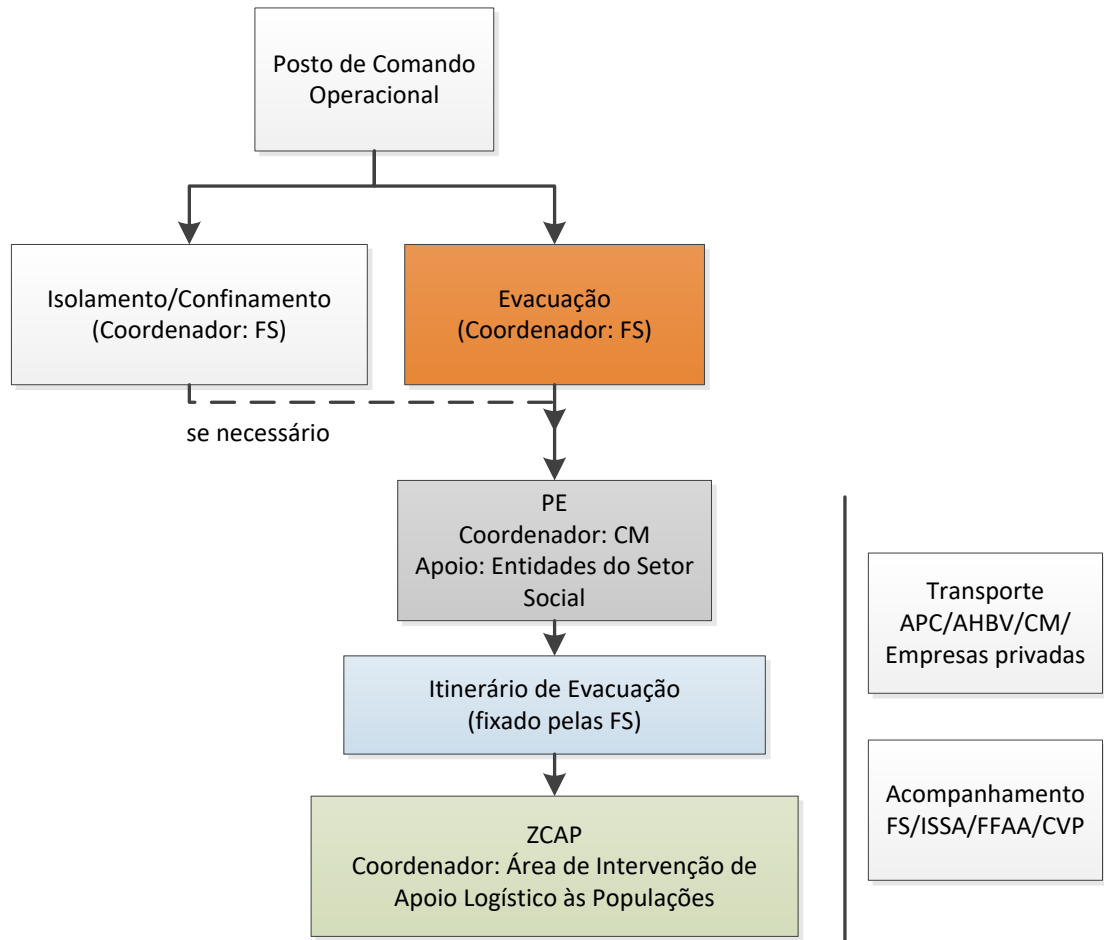 Posto de Comando
Operacional
Isolamento/Confinamento
(Coordenador: FS)
Evacuação
(Coordenador: FS)
se necessário
PE
Coordenador: CM
Apoio: Entidades do Setor
Social
Itinerário de Evacuação
(fixado pelas FS)
ZCAP
Coordenador: Área de Intervenção de
Apoio Logístico às Populações
Transporte
APC/AHBV/CM/
Empresas privadas
Acompanhamento
FS/ISSA/FFAA/CVP